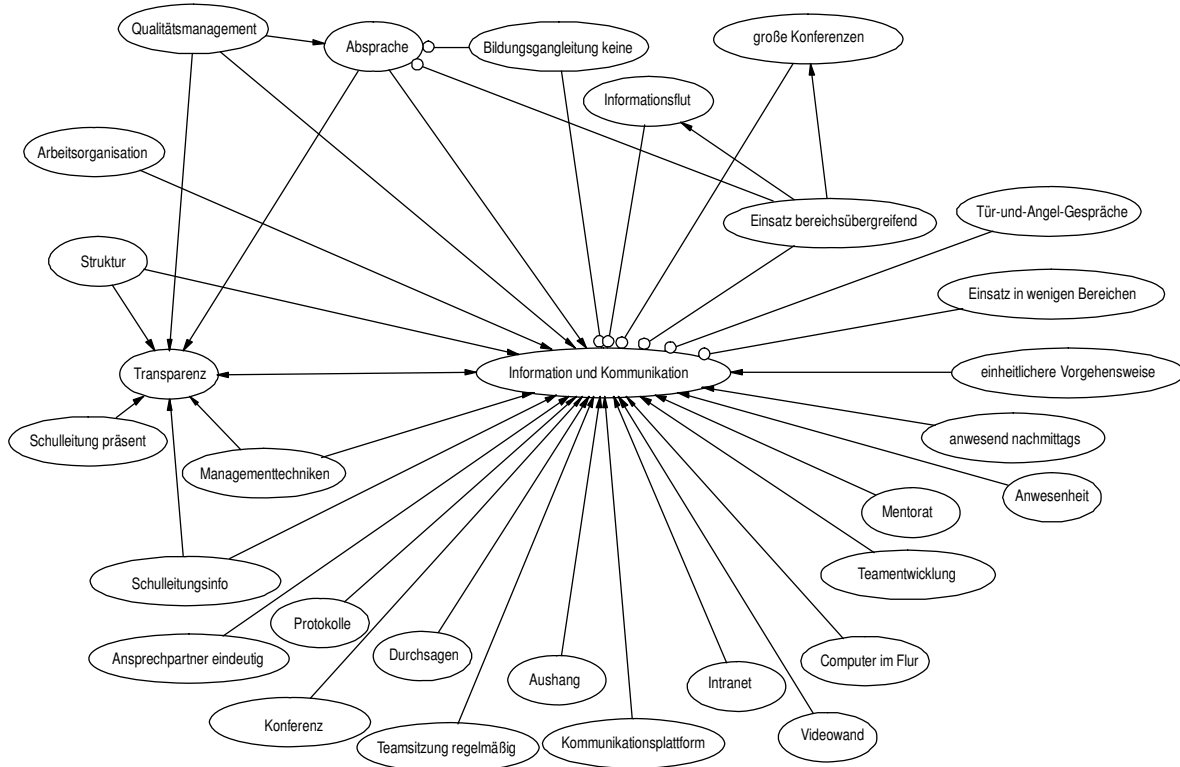 Qualitätsmanagement
Absprache
Bildungsgangleitung keine
große Konferenzen
Informationsflut
Arbeitsorganisation
Einsatz bereichsübergreifend
Tür-und-Angel-Gespräche
Struktur
Einsatz in wenigen Bereichen
Transparenz
Information und Kommunikation
einheitlichere Vorgehensweise
Schulleitung präsent
Managementtechniken
anwesend nachmittags
Anwesenheit
Mentorat
Schulleitungsinfo
Teamentwicklung
Protokolle
Ansprechpartner eindeutig
Durchsagen
Computer im Flur
Aushang
Intranet
Konferenz
Teamsitzung regelmäßig
Kommunikationsplattform
Videowand